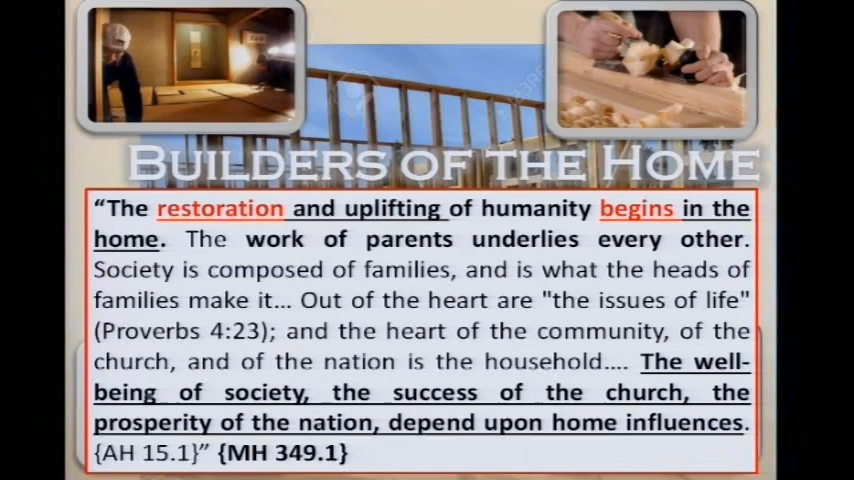 BUILDERS OF THE HOME
“The restoration and uplifting of humanity begins in the
home. The work of parents underlies every other.
Society is composed of families, and is what the heads of
families make it... Out of the heart are "the issues of life"
(Proverbs 4:23); and the heart of the community, of the
church, and of the nation is the household.... The well-
being of society, the success of the church, the
prosperity of the nation, depend upon home influences.
{AH 15.1}” {MH 349.1}